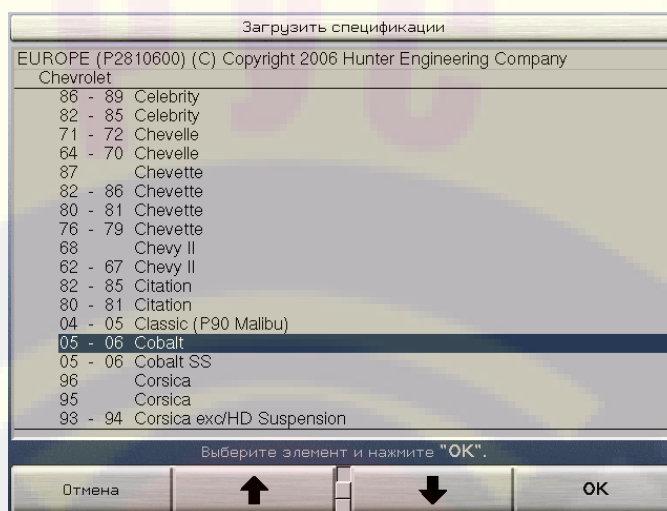 Загрузить спецификации
EUROPE (P2810600) (C) Copyright 2006 Hunter Engineering Company
Chevrolet
86 - 89 Celebrity
82 - 85 Celebrity
71 - 72 Chevelle
64 - 70 Chevelle
87 Chevette
82 - 86 Chevette
80 - 81 Chevette
76 - 79 Chevette
68 Chevy II
62 - 67 Chevy II
82 - 85 Citation
80 - 81 Citation
04 - 05 Classic (P90 Malibu)
05 - 06 Cobalt
05 - 06 Cobalt SS
96 Corsica
95 Corsica
93 - 94 Corsica exc/HD Suspension
Выберите элемент и нажмите "OK".
Отмена OK